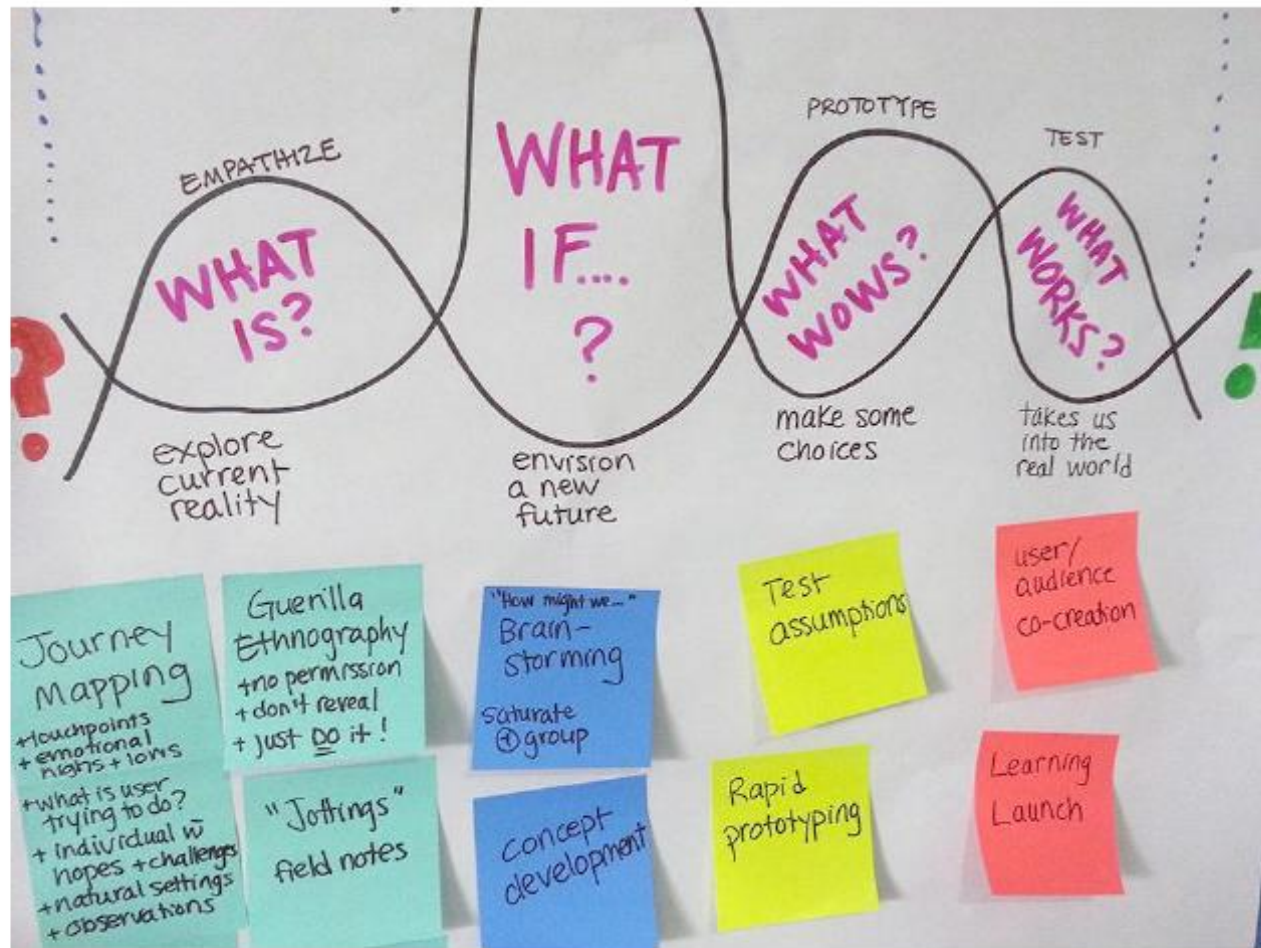 EMPATHIZE
WHAT
IS?
explore
current
reality
WHAT
IF....
?
envision
a new
future
PROTOTYPE
WHAT
WOWS?
make some
choices
TEST
WHAT
WORKS?
takes us
into the
real world
?
!
Journey
Mapping
+touchpoints
+ emotional
highs + lows
+what is user
trying to do?
+ individual w̄
hopes + challenges
+natural settings
+observations
Guerilla
Ethnography
+no permission
+ don't reveal
+ just DO it!
"Jottings"
field notes
"How might we..."
Brain-
storming
saturate
+ group
concept
development
Test
assumptions
Rapid
prototyping
user/
audience
co-creation
Learning
Launch